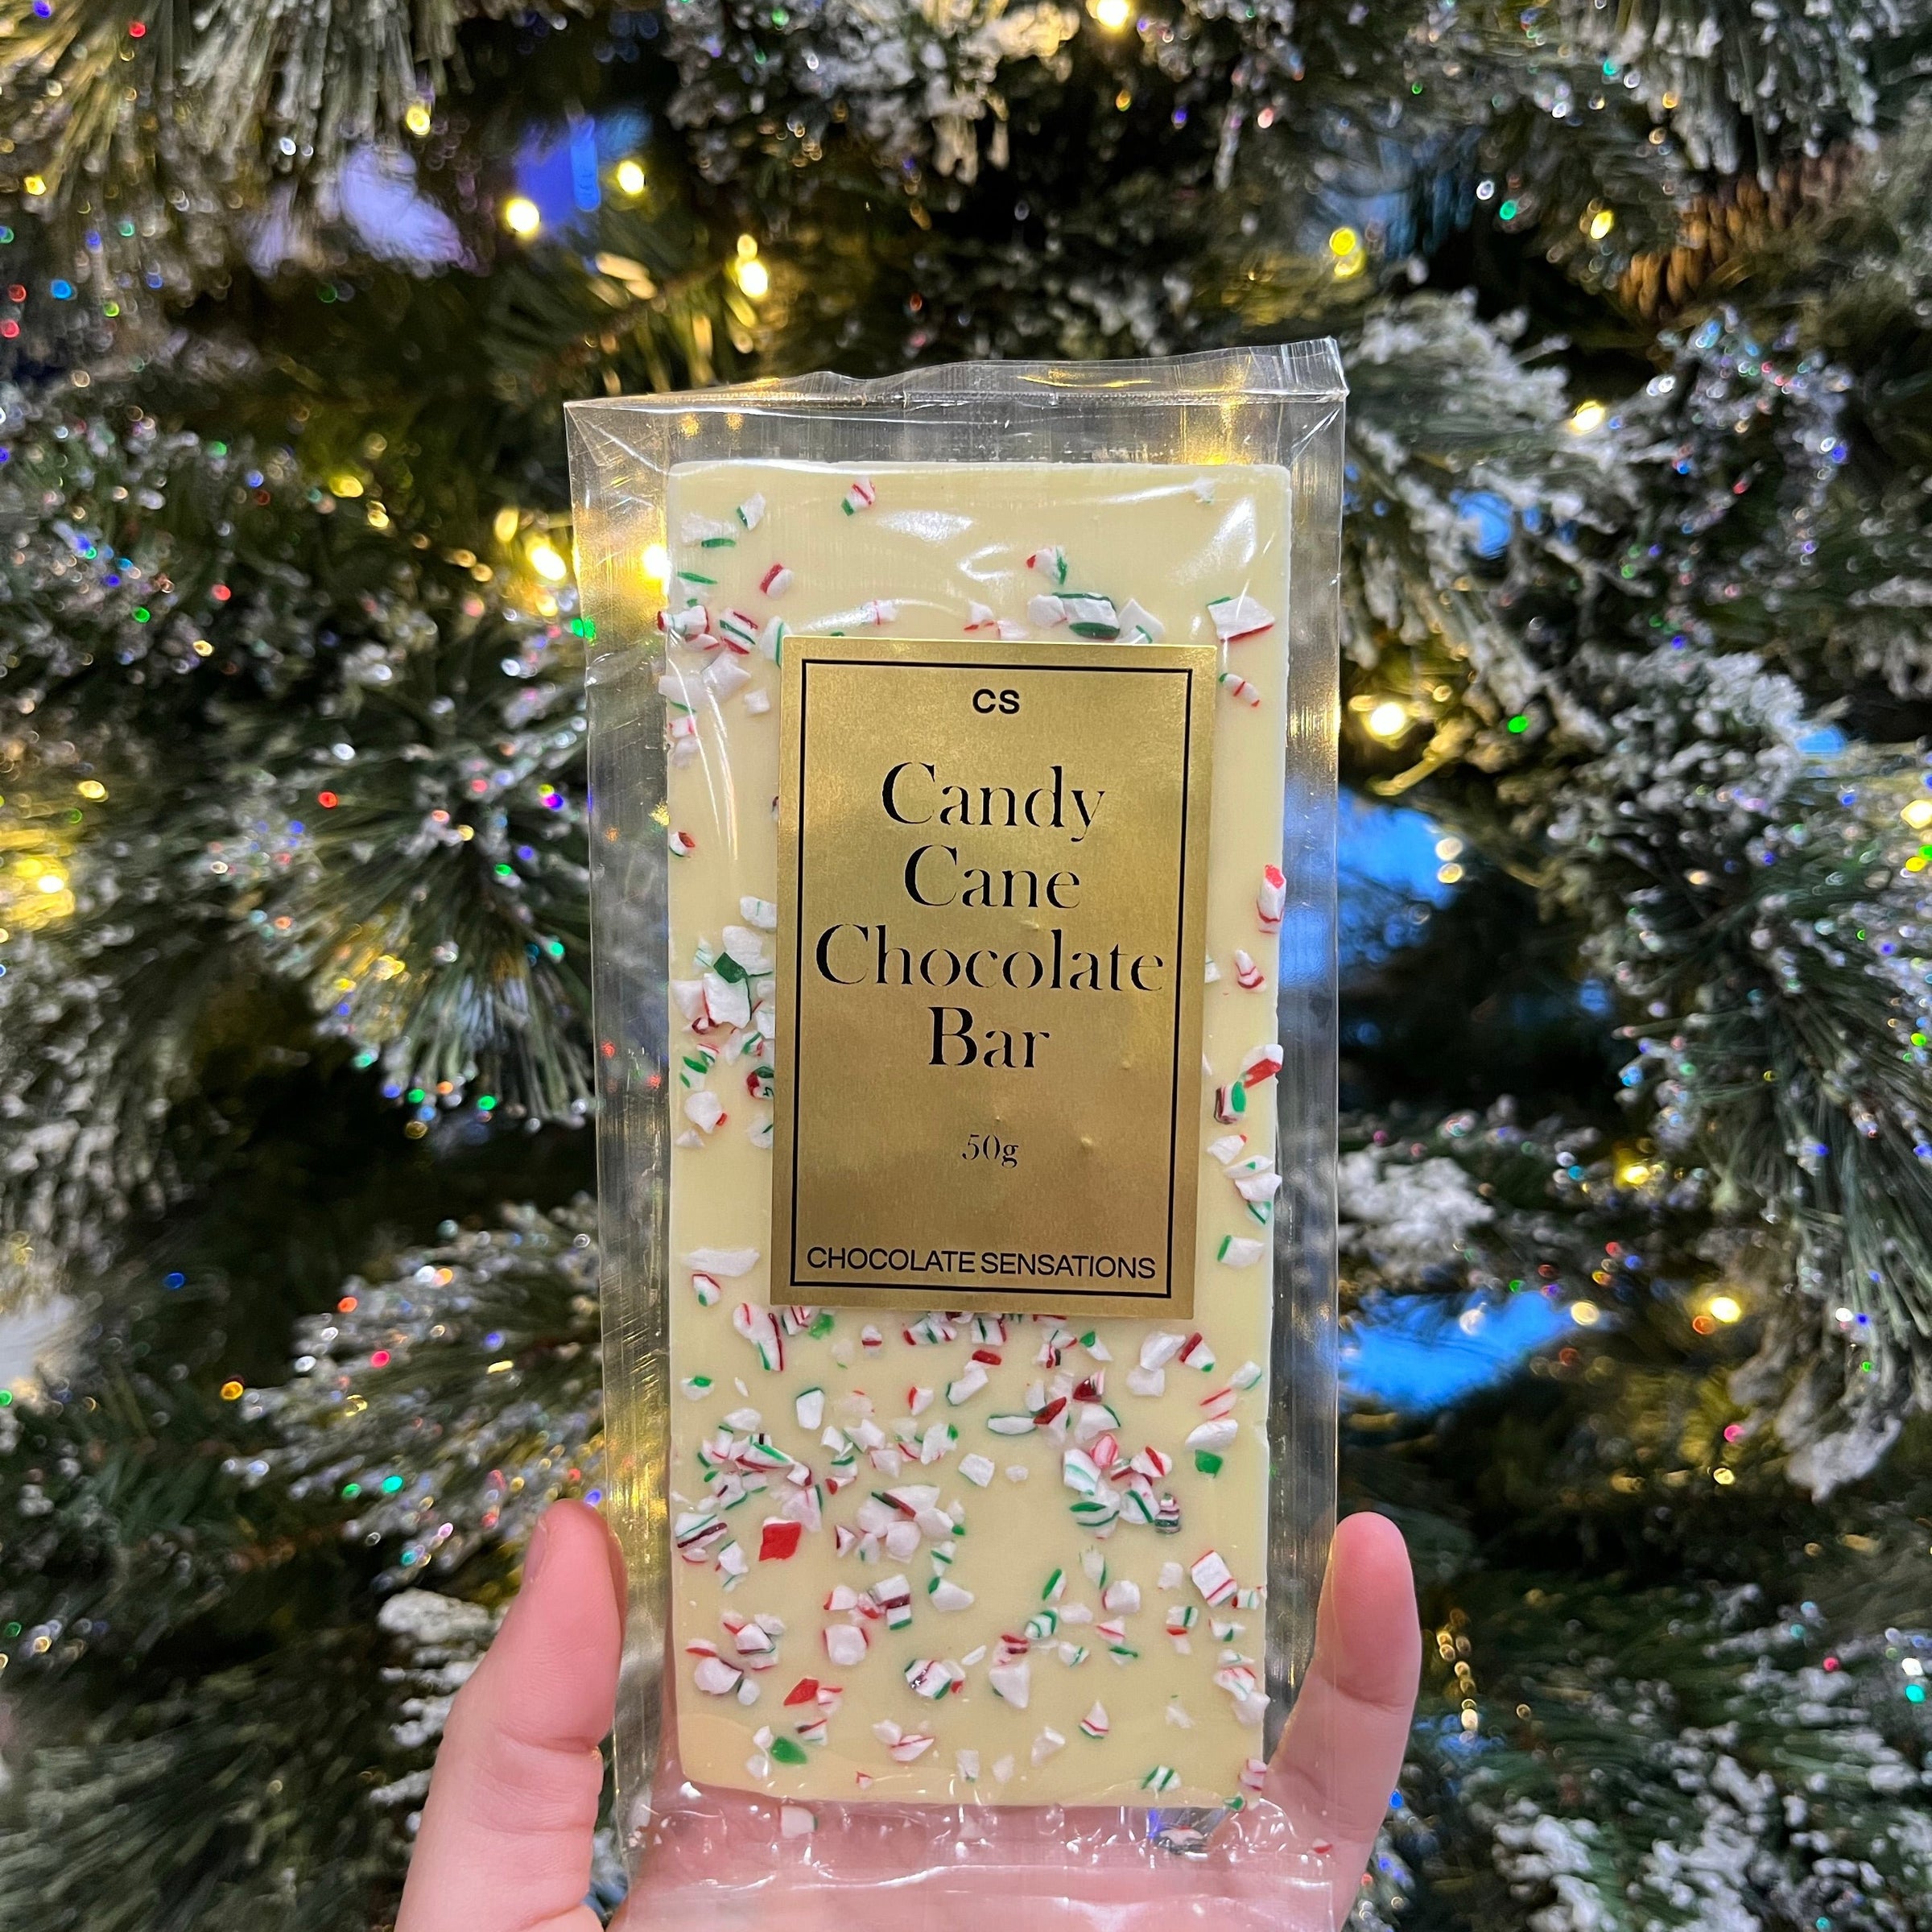 CS
Candy
Cane
Chocolate
Bar
50g
CHOCOLATE SENSATIONS